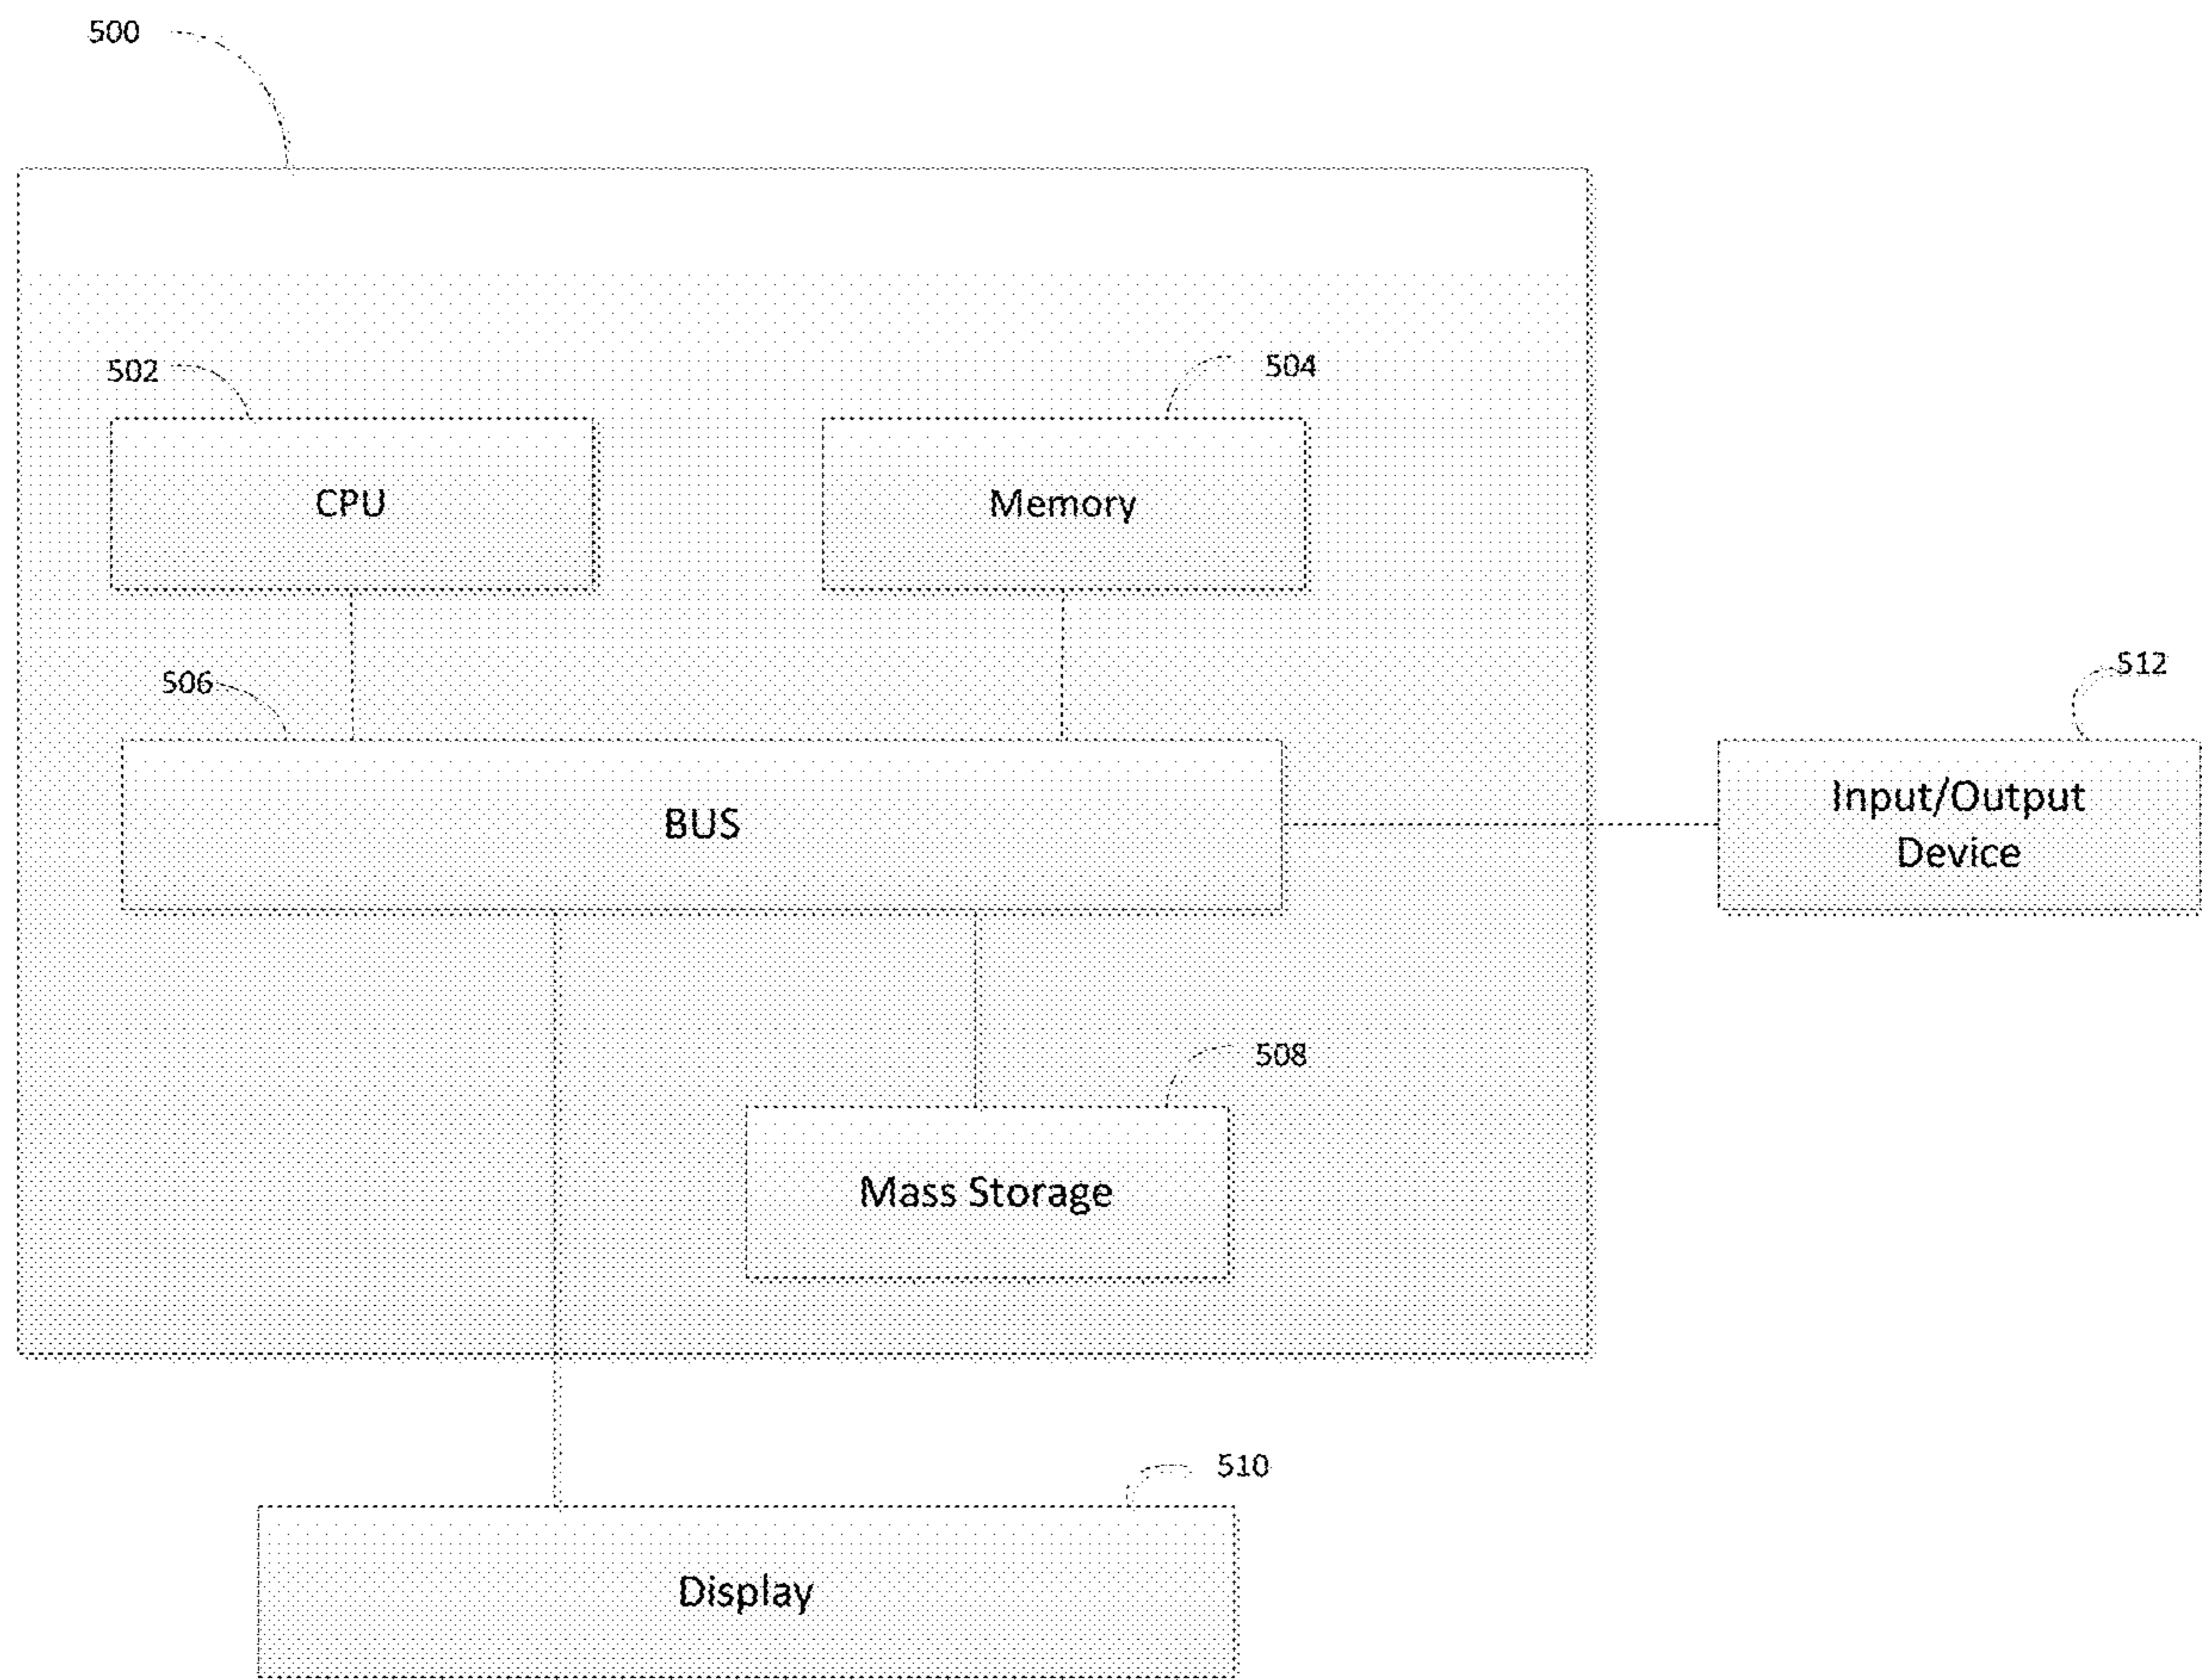 500
502
504
CPU
Memory
506
512
BUS
Input/Output
Device
508
Mass Storage
510
Display